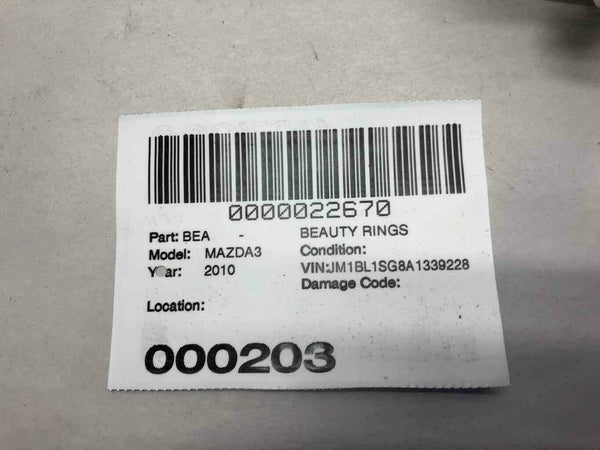 0000022670
Part: BEA - BEAUTY RINGS
Model: MAZDA3 Condition:
Year: 2010 VIN:JM1BL1SG8A1339228
Damage Code:
Location:
000203